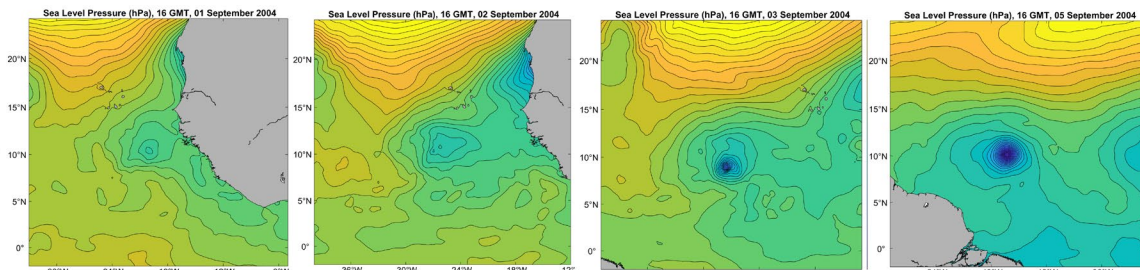 Sea Level Pressure (hPa), 16 GMT, 01 September 2004
20°N
15°N
10°N
5°N
0°
Sea Level Pressure (hPa), 16 GMT, 02 September 2004
20°N
15°N
10°N
5°N
0°
36°W 30°W 24°W 18°W
Sea Level Pressure (hPa), 16 GMT, 03 September 2004
20°N
15°N
10°N
5°N
0°
Sea Level Pressure (hPa), 16 GMT, 05 September 2004
20°N
15°N
10°N
5°N
0°